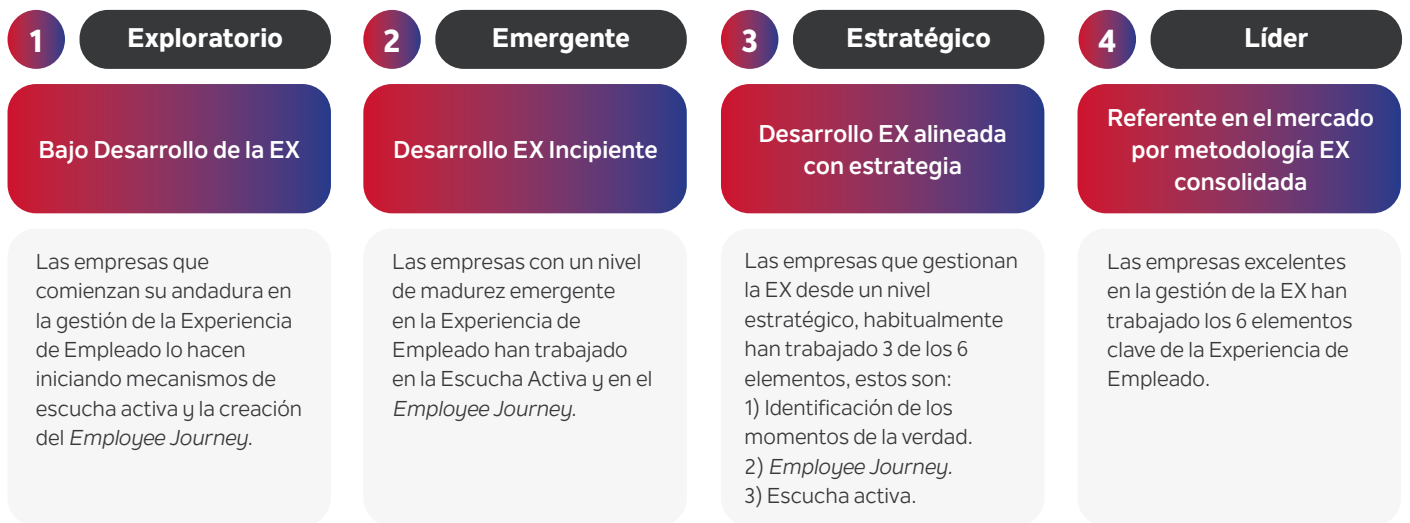 1 Exploratorio
Bajo Desarrollo de la EX
Las empresas que
comienzan su andadura en
la gestión de la Experiencia
de Empleado lo hacen
iniciando mecanismos de
escucha activa y la creación
del Employee Journey.
2 Emergente
Desarrollo EX Incipiente
Las empresas con un nivel
de madurez emergente
en la Experiencia de
Empleado han trabajado
en la Escucha Activa y en el
Employee Journey.
3 Estratégico
Desarrollo EX alineada
con estrategia
Las empresas que gestionan
la EX desde un nivel
estratégico, habitualmente
han trabajado 3 de los 6
elementos, estos son:
1) Identificación de los
momentos de la verdad.
2) Employee Journey.
3) Escucha activa.
4 Líder
Referente en el mercado
por metodología EX
consolidada
Las empresas excelentes
en la gestión de la EX han
trabajado los 6 elementos
clave de la Experiencia de
Empleado.